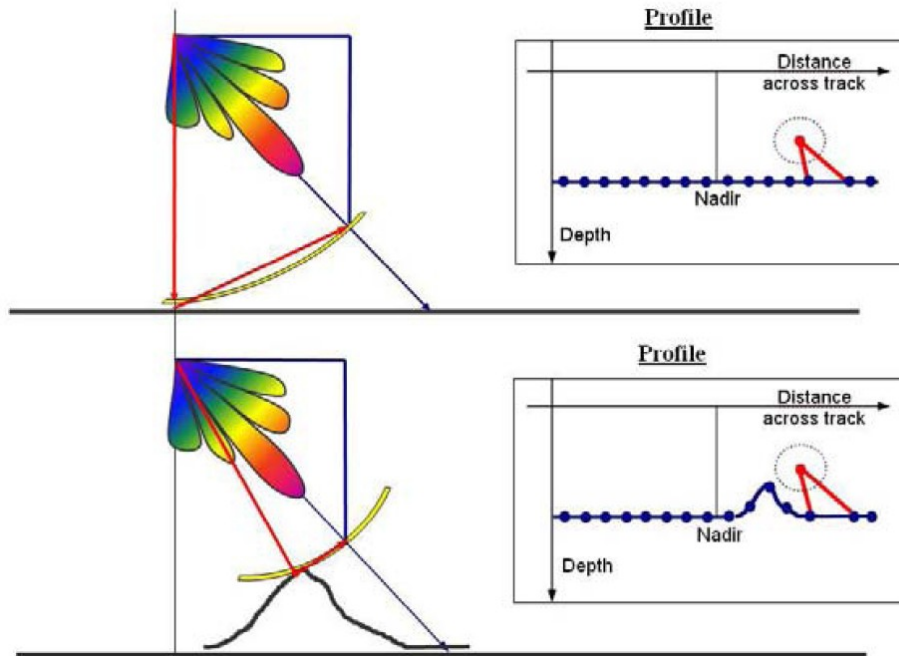 Profile
Distance
across track
Nadir
Depth
Profile
Distance
across track
Nadir
Depth